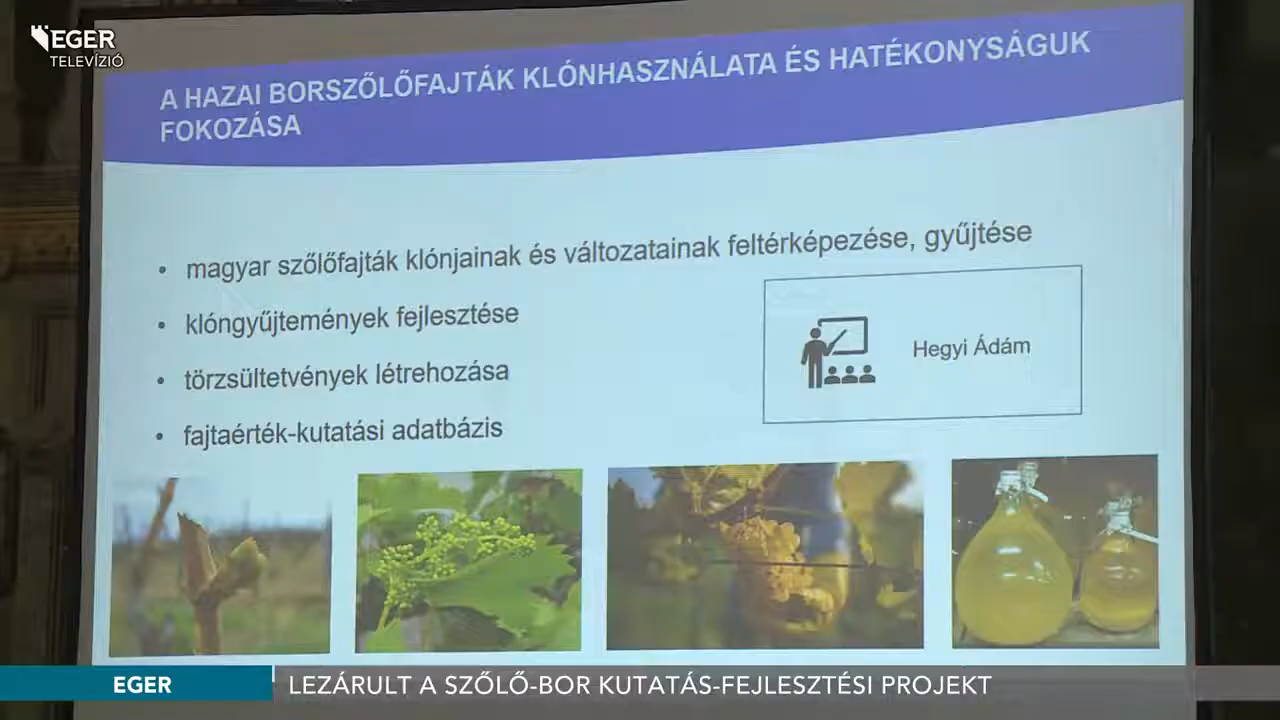 EGER
TELEVÍZIÓ
A HAZAI BORSZŐLŐFAJTÁK KLÓNHASZNÁLATA ÉS HATÉKONYSÁGUK
FOKOZÁSA
• magyar szőlőfajták klónjainak és változatainak feltérképezése, gyűjtése
• klóngyűjtemények fejlesztése
• törzsültetvények létrehozása
• fajtaérték-kutatási adatbázis
Hegyi Ádám
EGER
LEZÁRULT A SZŐLŐ-BOR KUTATÁS-FEJLESZTÉSI PROJEKT